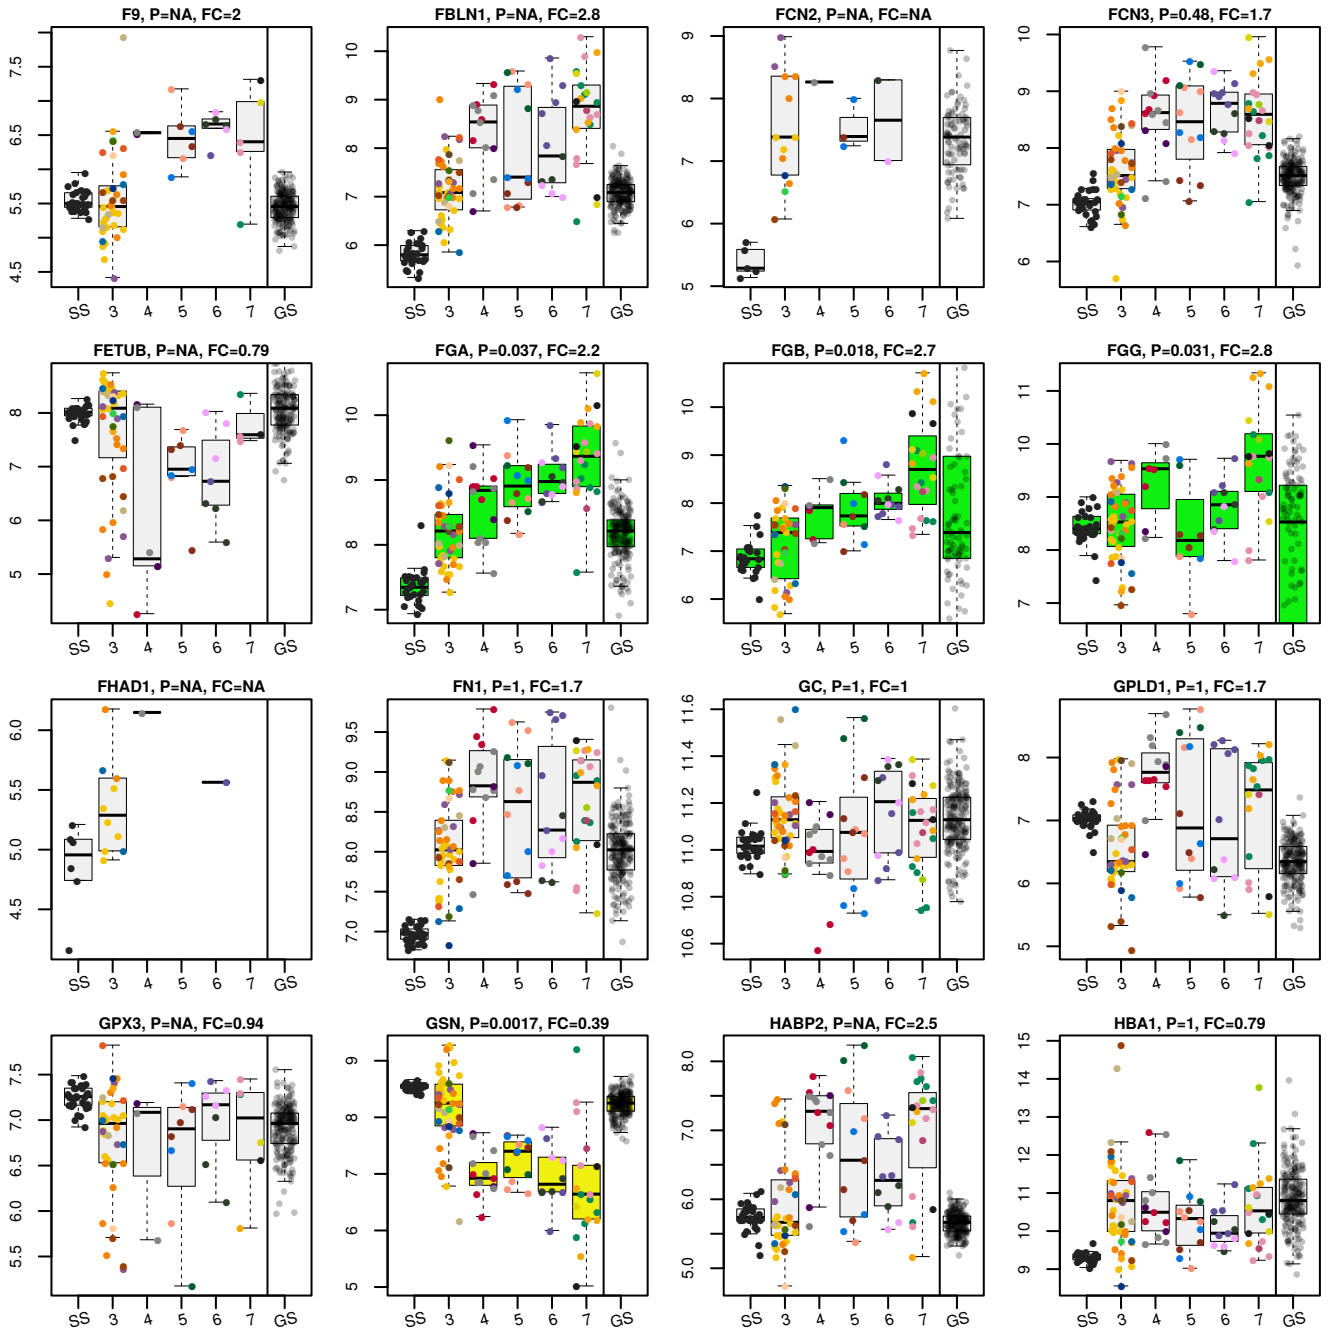 F9, P=NA, FC=2
4.5 5.5 6.5 7.5
SS 3 4 5 6 7 GS
FBLN1, P=NA, FC=2.8
6 7 8 9 10
SS 3 4 5 6 7 GS
FCN2, P=NA, FC=NA
5 6 7 8 9
SS 3 4 5 6 7 GS
FCN3, P=0.48, FC=1.7
6 7 8 9 10
SS 3 4 5 6 7 GS
FETUB, P=NA, FC=0.79
5 6 7 8
SS 3 4 5 6 7 GS
FGA, P=0.037, FC=2.2
7 8 9 10
SS 3 4 5 6 7 GS
FGB, P=0.018, FC=2.7
6 7 8 9 10
SS 3 4 5 6 7 GS
FGG, P=0.031, FC=2.8
7 8 9 10 11
SS 3 4 5 6 7 GS
FHAD1, P=NA, FC=NA
4.5 5.0 5.5 6.0
SS 3 4 5 6 7 GS
FN1, P=1, FC=1.7
7.0 7.5 8.0 8.5 9.0 9.5
SS 3 4 5 6 7 GS
GC, P=1, FC=1
10.6 10.8 11.0 11.2 11.4 11.6
SS 3 4 5 6 7 GS
GPLD1, P=1, FC=1.7
5 6 7 8
SS 3 4 5 6 7 GS
GPX3, P=NA, FC=0.94
5.5 6.0 6.5 7.0 7.5
SS 3 4 5 6 7 GS
GSN, P=0.0017, FC=0.39
5 6 7 8 9
SS 3 4 5 6 7 GS
HABP2, P=NA, FC=2.5
5.0 6.0 7.0 8.0
SS 3 4 5 6 7 GS
HBA1, P=1, FC=0.79
9 10 11 12 13 14 15
SS 3 4 5 6 7 GS